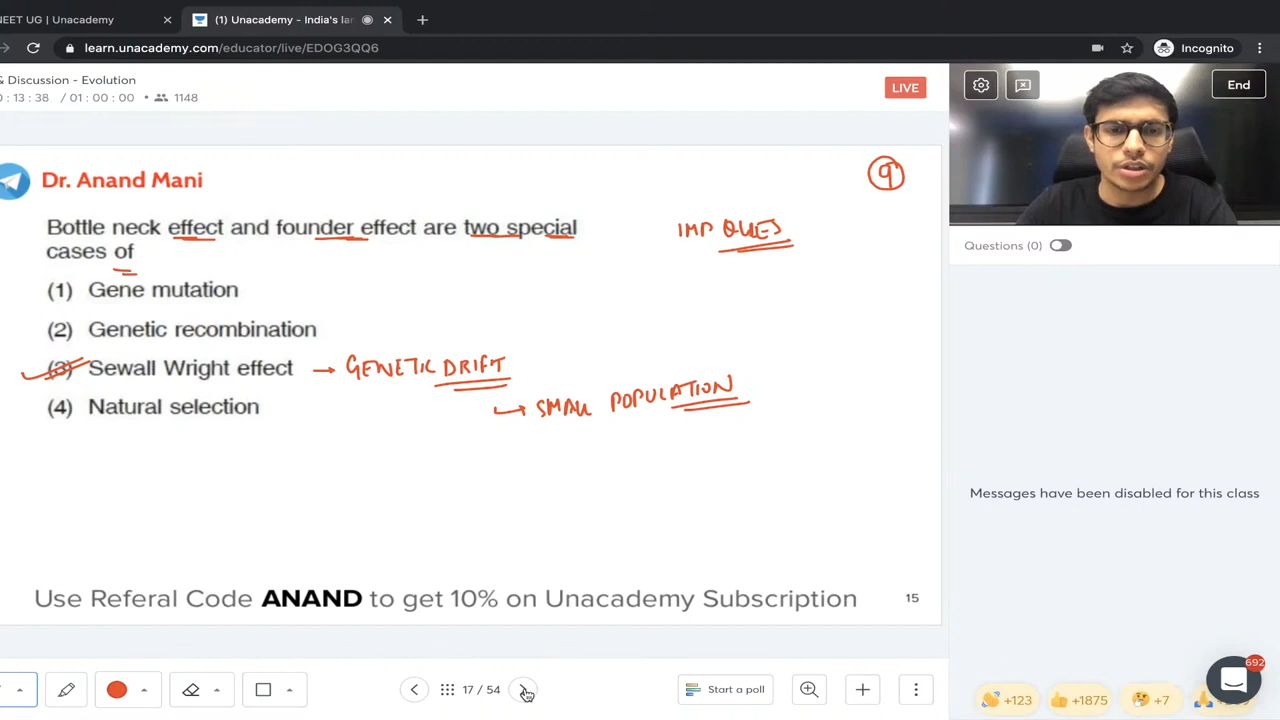 NEET UG | Unacademy
(1) Unacademy - India's lar
learn.unacademy.com/educator/live/EDOG3QQ6
Incognito
& Discussion - Evolution
0 : 13 : 38 / 01 : 00 : 00 • 1148
LIVE
End
Dr. Anand Mani
9
Bottle neck effect and founder effect are two special
cases of
IMP QUES
(1) Gene mutation
(2) Genetic recombination
(3) Sewall Wright effect → GENETIC DRIFT
→ SMALL POPULATION
(4) Natural selection
Use Referal Code ANAND to get 10% on Unacademy Subscription
15
Questions (0)
Messages have been disabled for this class
17 / 54
Start a poll
692
+123
+1875
+7